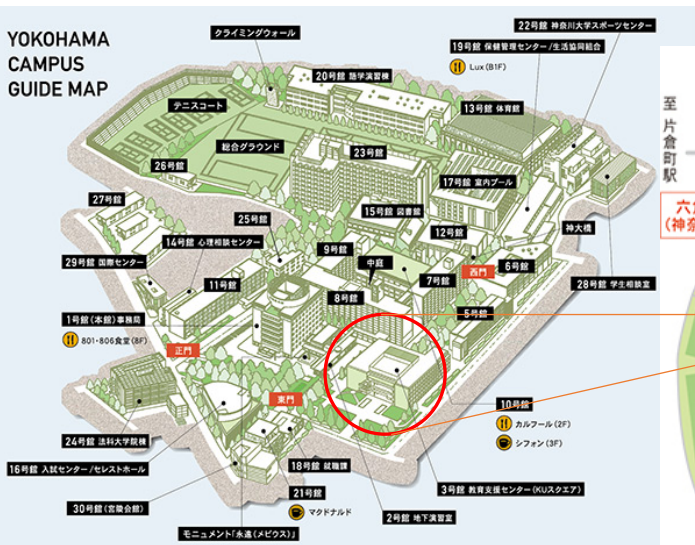 YOKOHAMA
CAMPUS
GUIDE MAP
クライミングウォール
22号館 神奈川大学スポーツセンター
19号館 保健管理センター/生活協同組合
Lux (B1F)
20号館 語学演習棟
13号館 体育館
テニスコート
総合グラウンド
23号館
26号館
17号館 室内プール
27号館
15号館 図書館
25号館
12号館
神大橋
14号館 心理相談センター
9号館
中庭
西門
6号館
29号館 国際センター
11号館
7号館
28号館 学生相談室
8号館
5号館
1号館(本館)事務局
801・806食堂(8F)
正門
東門
10号館
カルフール(2F)
シフォン(3F)
24号館 法科大学院棟
16号館 入試センター/セレストホール
18号館 就職課
3号館 教育支援センター(KUスクエア)
21号館
マクドナルド
2号館 地下演習室
30号館(宮陵会館)
モニュメント「永遠(メビウス)」
至
片
倉
町
駅
六
(神奈